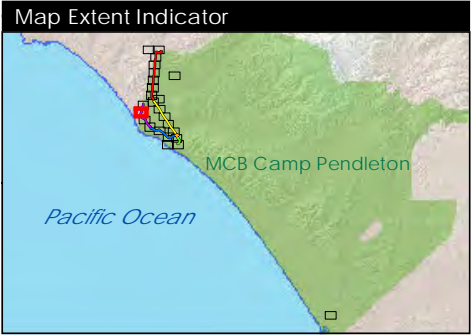 Map Extent Indicator
MCB Camp Pendleton
Pacific Ocean